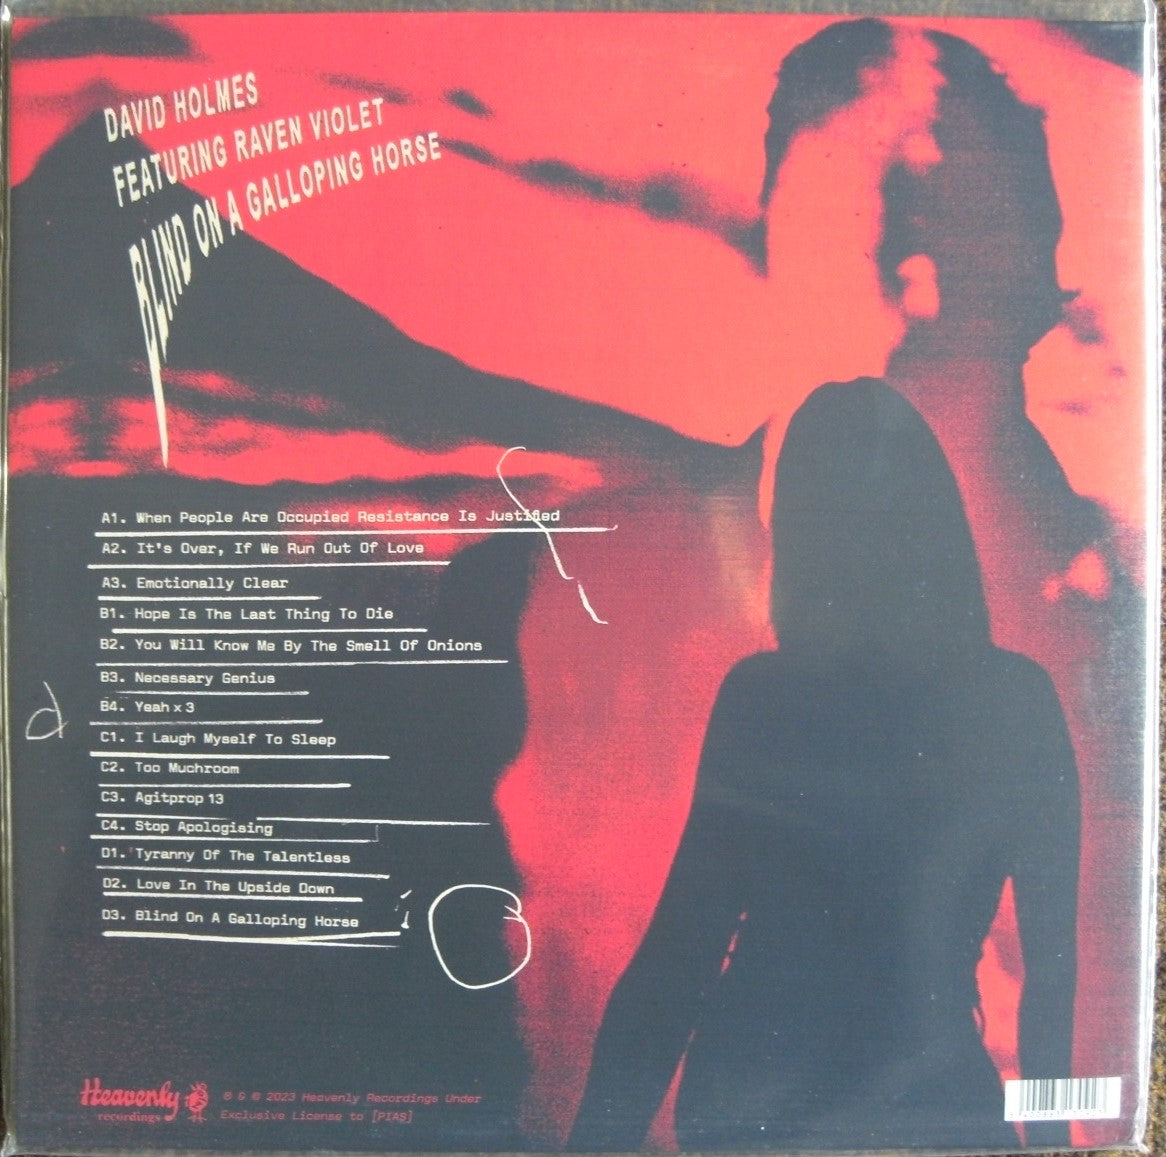 DAVID HOLMES
FEATURING RAVEN VIOLET
BLIND ON A GALLOPING HORSE
A1. When People Are Occupied Resistance Is Justified
A2. It's Over, If We Run Out Of Love
A3. Emotionally Clear
B1. Hope Is The Last Thing To Die
B2. You Will Know Me By The Smell Of Onions
B3. Necessary Genius
B4. Yeah x 3
C1. I Laugh Myself To Sleep
C2. Too Muchroom
C3. Agitprop 13
C4. Stop Apologising
D1. Tyranny Of The Talentless
D2. Love In The Upside Down
D3. Blind On A Galloping Horse
Heavenly
recordings
℗ & © 2023 Heavenly Recordings Under
Exclusive License to [PIAS]